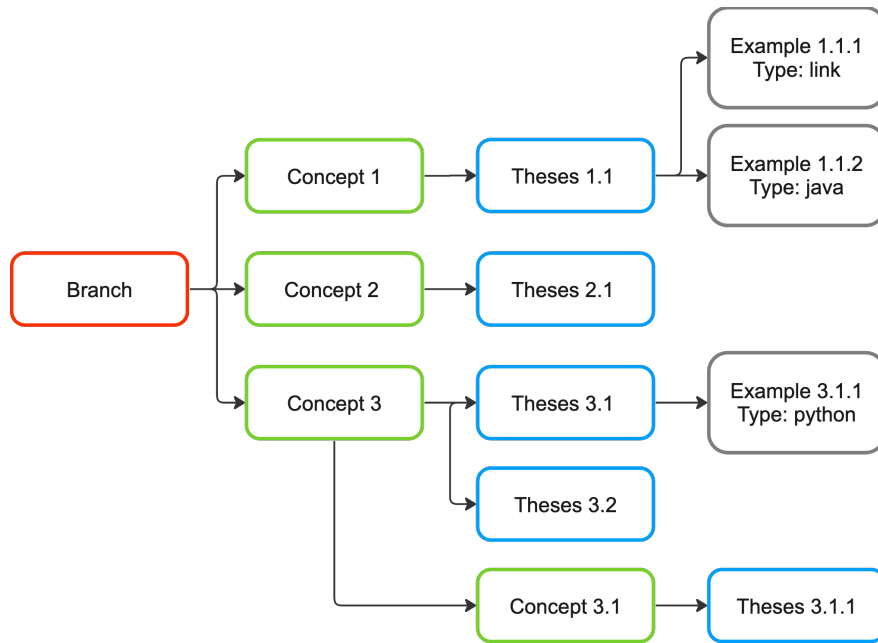 Example 1.1.1
Type: link
Example 1.1.2
Type: java
Concept 1
Theses 1.1
Branch
Concept 2
Theses 2.1
Concept 3
Theses 3.1
Example 3.1.1
Type: python
Theses 3.2
Concept 3.1
Theses 3.1.1